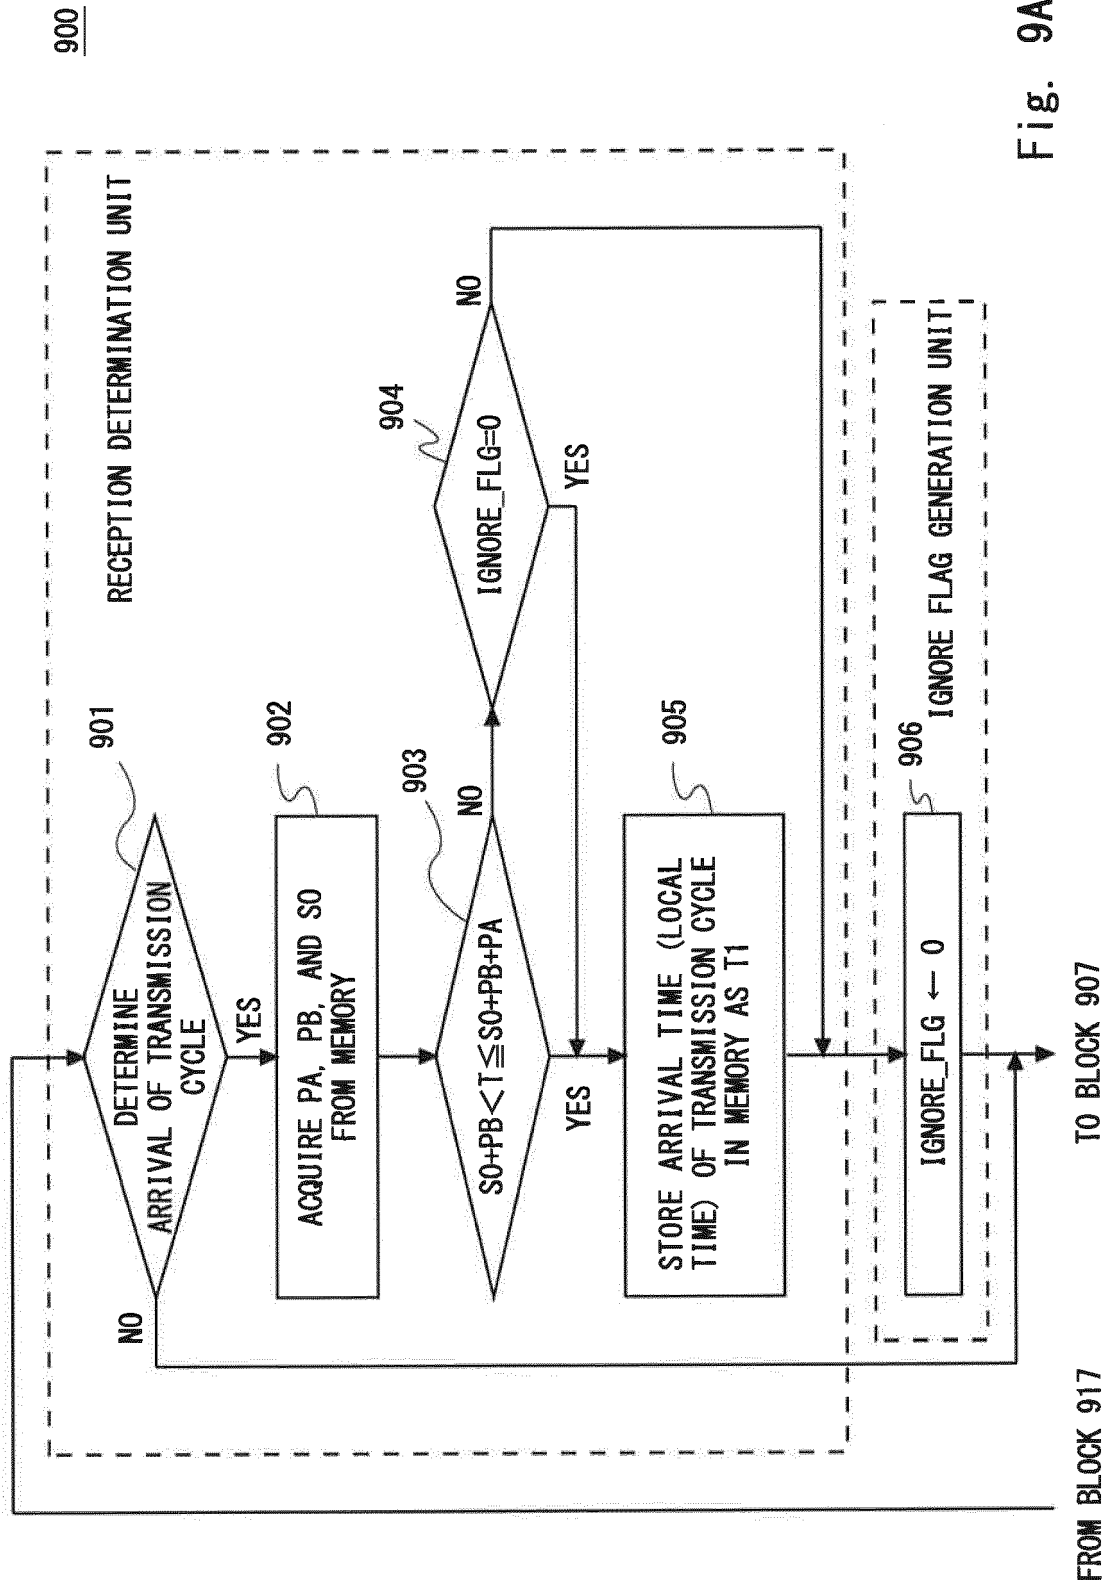 900
RECEPTION DETERMINATION UNIT
901
DETERMINE
ARRIVAL OF TRANSMISSION
CYCLE
NO
YES
902
ACQUIRE PA, PB, AND SO
FROM MEMORY
903
SO+PB<T≦SO+PB+PA
NO
YES
904
IGNORE_FLG=0
NO
YES
905
STORE ARRIVAL TIME (LOCAL
TIME) OF TRANSMISSION CYCLE
IN MEMORY AS T1
IGNORE FLAG GENERATION UNIT
906
IGNORE_FLG ← 0
FROM BLOCK 917
TO BLOCK 907
Fig. 9A